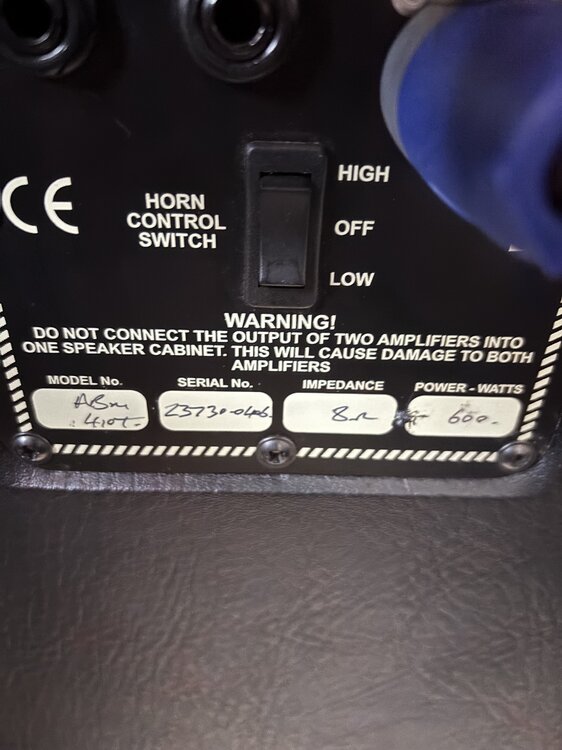 CE
HIGH
HORN
CONTROL
SWITCH
OFF
LOW
WARNING!
DO NOT CONNECT THE OUTPUT OF TWO AMPLIFIERS INTO
ONE SPEAKER CABINET. THIS WILL CAUSE DAMAGE TO BOTH
AMPLIFIERS
MODEL No.
ABM
410T.
SERIAL No.
IMPEDANCE
8Ω
POWER - WATTS
600.